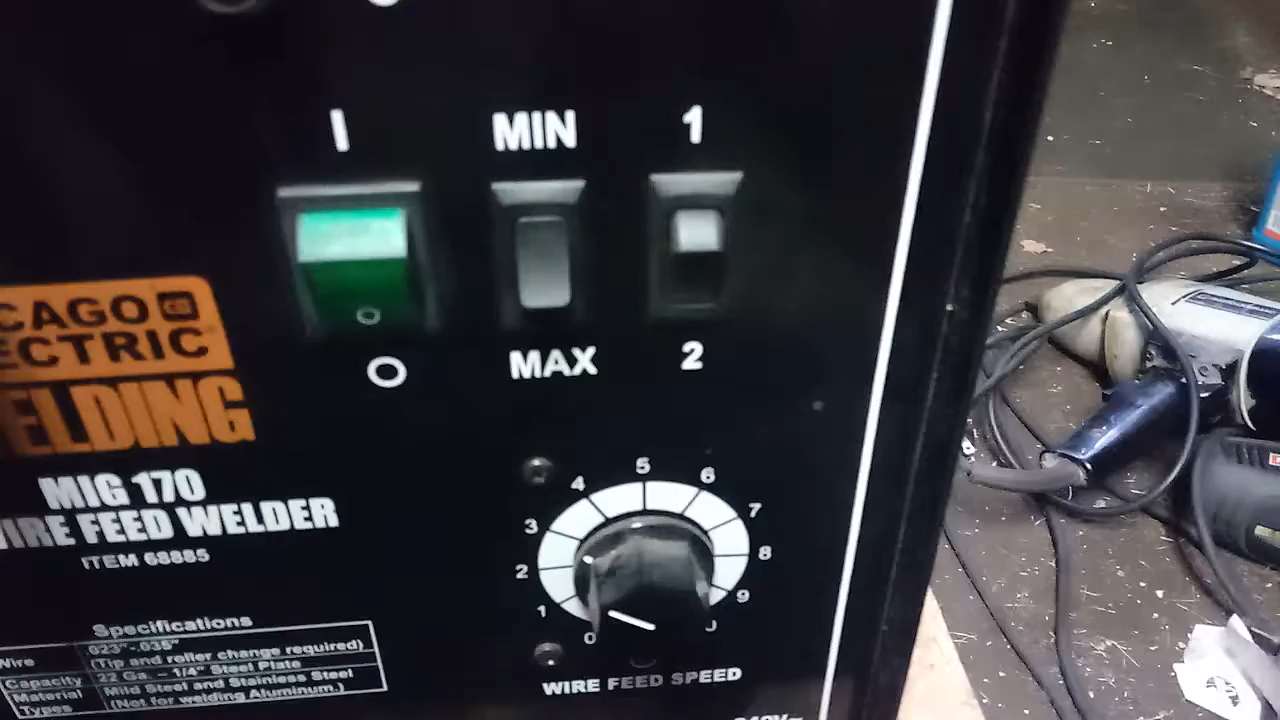 I MIN 1
O MAX 2
CAGO
ECTRIC
ELDING
MIG 170
WIRE FEED WELDER
ITEM 68885
0 1 2 3 4 5 6 7 8 9
WIRE FEED SPEED
Specifications
Wire .023"-.035"
(Tip and roller change required)
Capacity 22 Ga. – 1/4" Steel Plate
Material Mild Steel and Stainless Steel
Types (Not for welding Aluminum.)